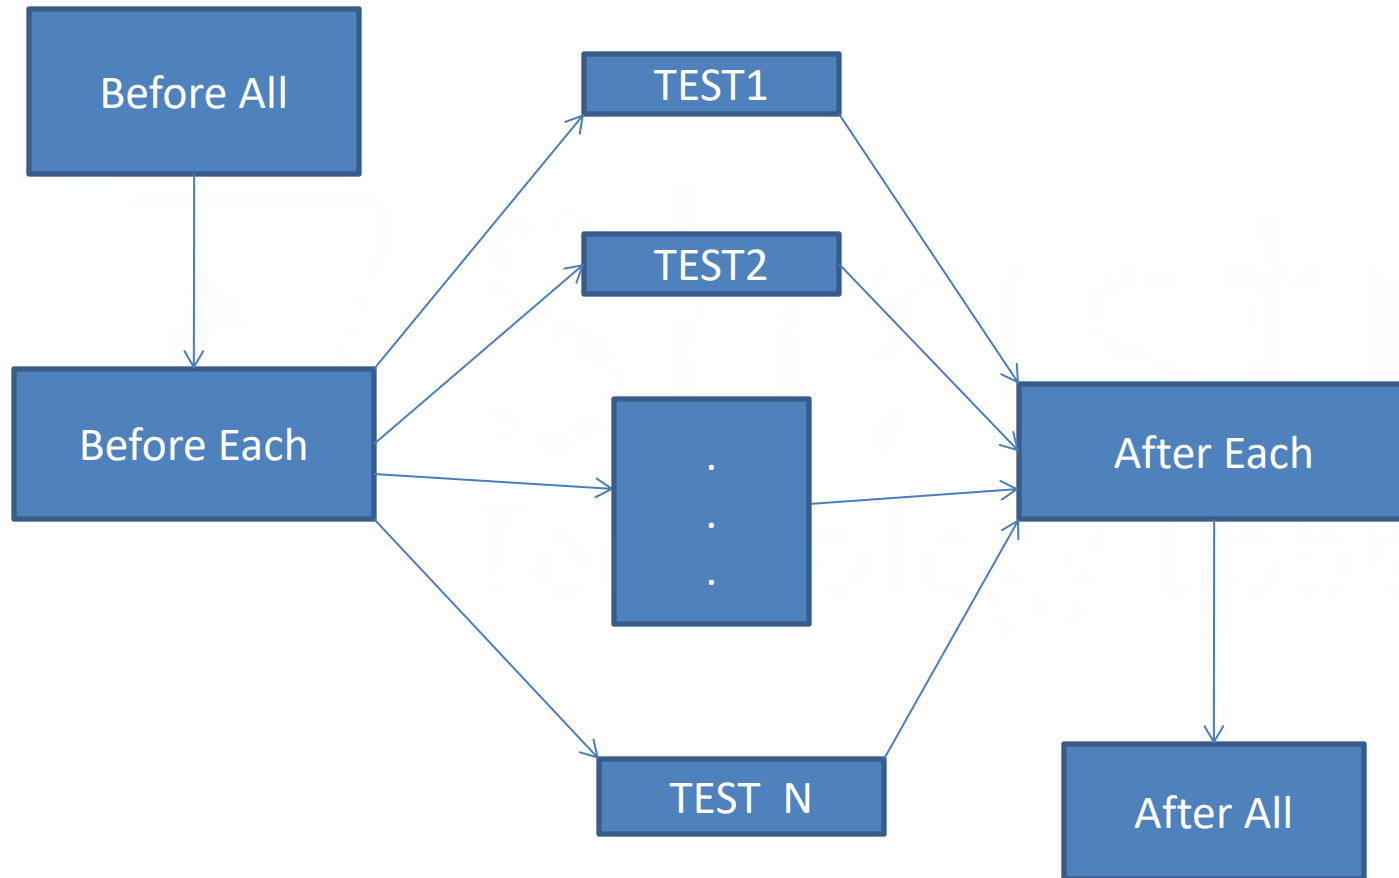 Before All
TEST1
TEST2
Before Each
.
.
.
After Each
TEST N
After All